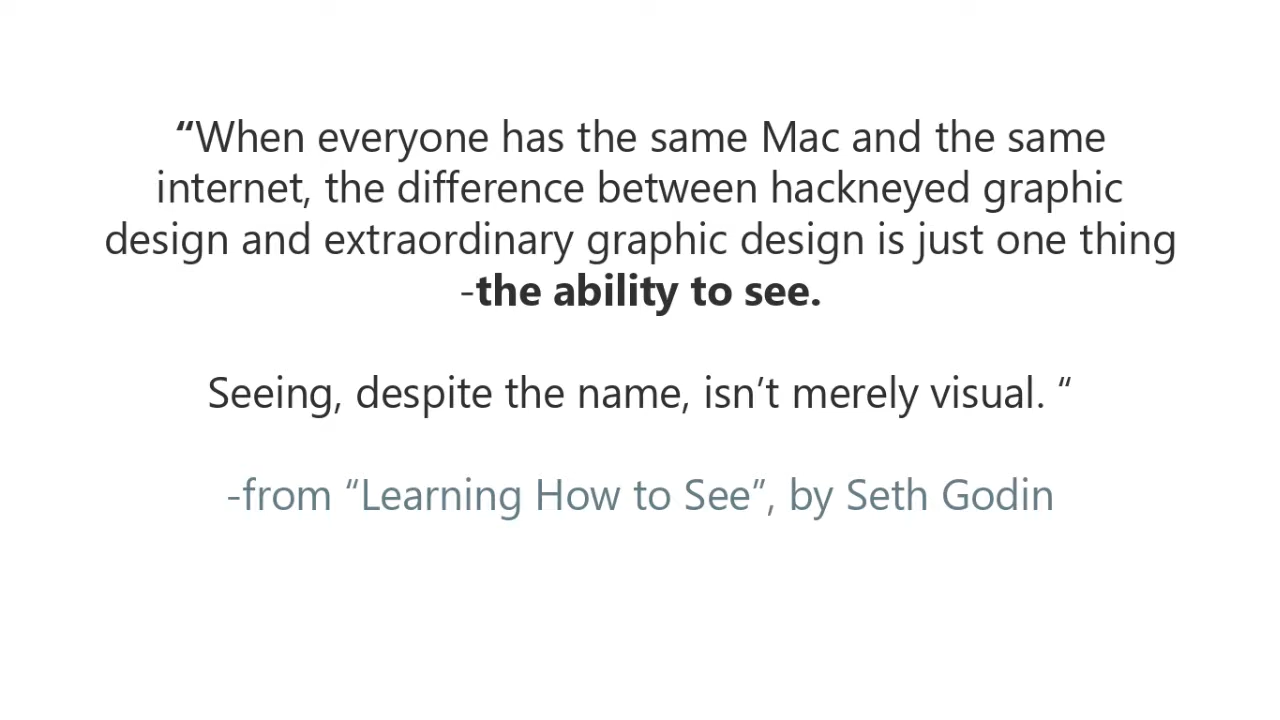 “When everyone has the same Mac and the same
internet, the difference between hackneyed graphic
design and extraordinary graphic design is just one thing
-the ability to see.
Seeing, despite the name, isn’t merely visual. “
-from “Learning How to See”, by Seth Godin